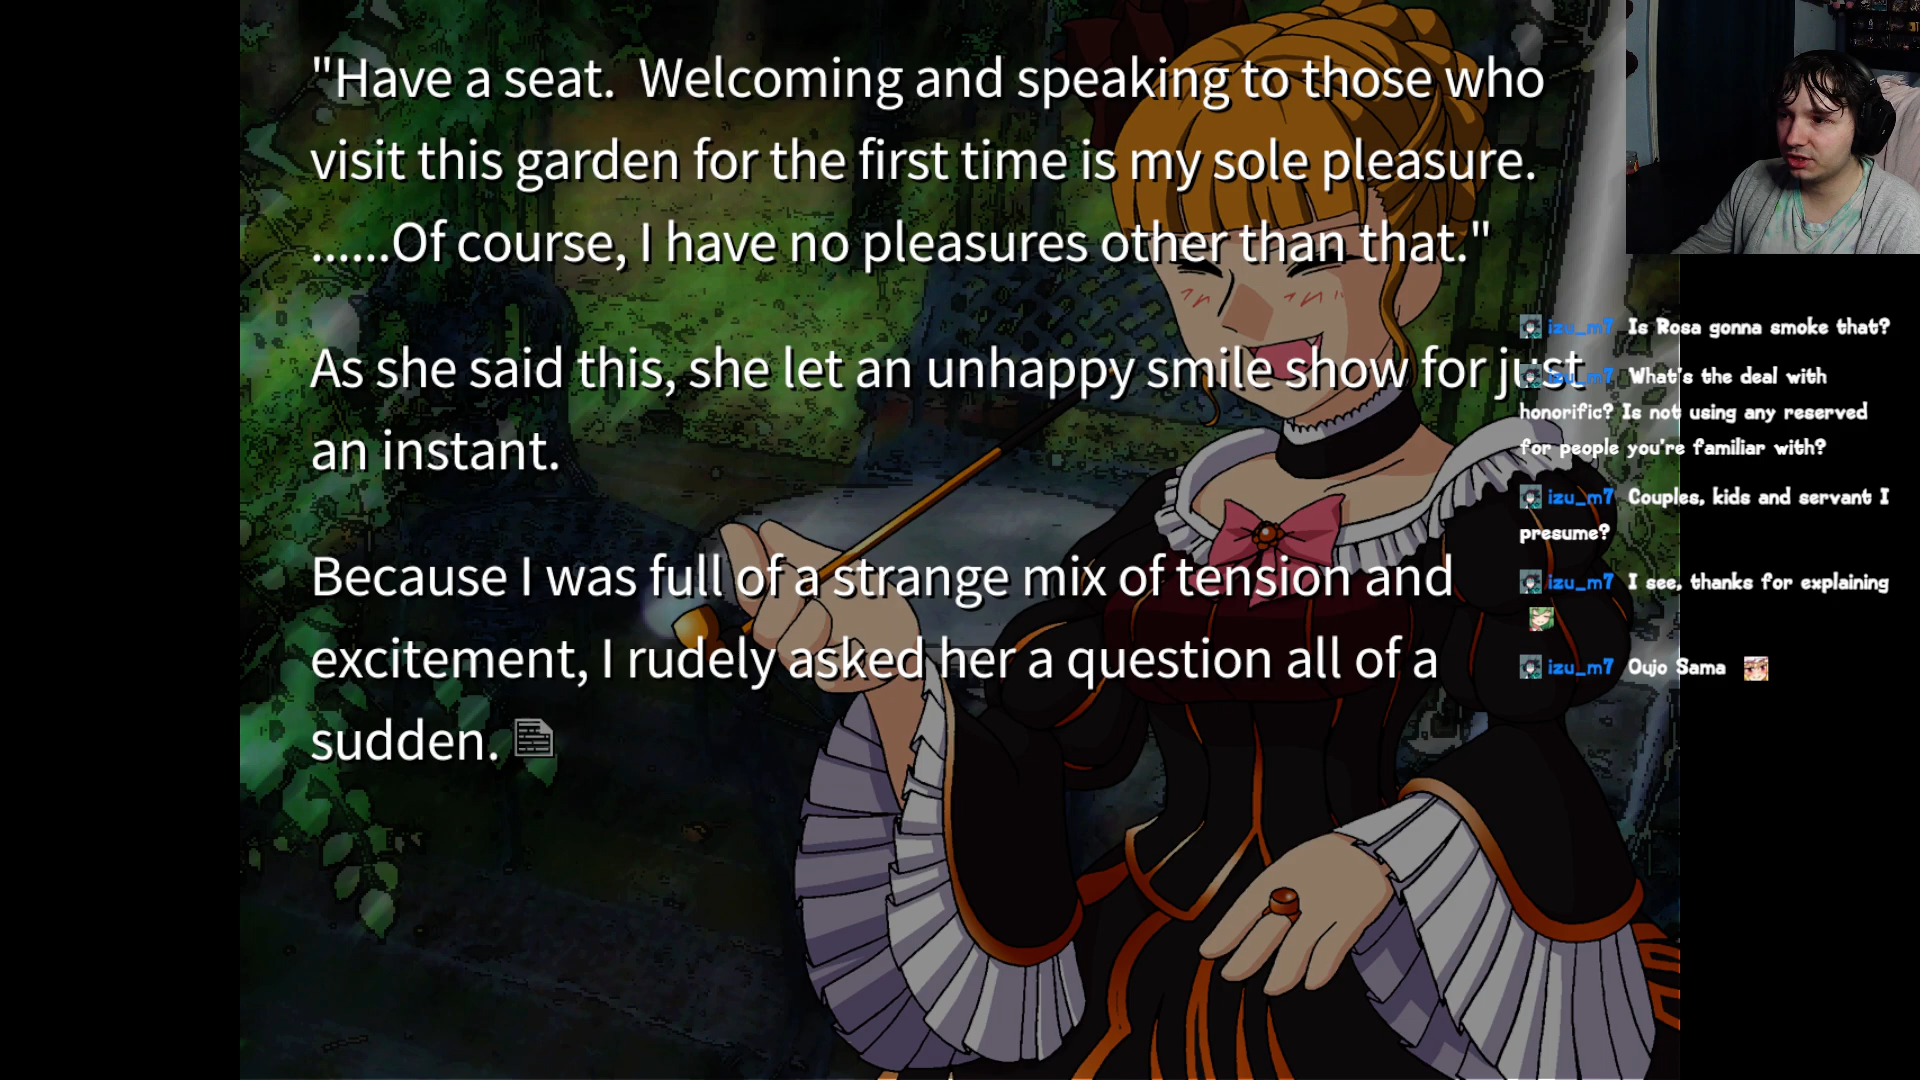 "Have a seat.  Welcoming and speaking to those who
visit this garden for the first time is my sole pleasure.
......Of course, I have no pleasures other than that."
As she said this, she let an unhappy smile show for just
an instant.
Because I was full of a strange mix of tension and
excitement, I rudely asked her a question all of a
sudden.
izu_m7 Is Rosa gonna smoke that?
izu_m7 What's the deal with
honorific? Is not using any reserved
for people you're familiar with?
izu_m7 Couples, kids and servant I
presume?
izu_m7 I see, thanks for explaining
izu_m7 Oujo Sama